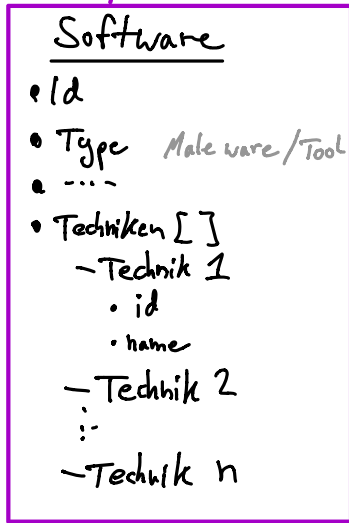 Software
• Id
• Type Maleware/Tool
• ----
• Techniken [ ]
- Technik 1
• id
• name
- Technik 2
- Technik n